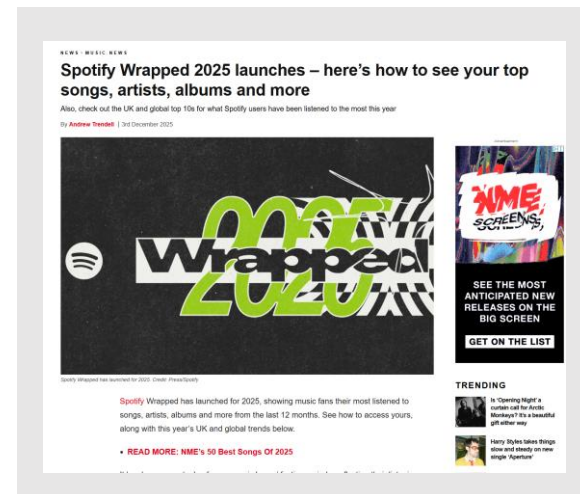 NEWS · MUSIC NEWS
Spotify Wrapped 2025 launches – here's how to see your top
songs, artists, albums and more
Also, check out the UK and global top 10s for what Spotify users have been listened to the most this year
By Andrew Trendell | 3rd December 2025
Advertisement
2025
Wrapped
Spotify Wrapped has launched for 2025. Credit: Press/Spotify
Spotify Wrapped has launched for 2025, showing music fans their most listened to
songs, artists, albums and more from the last 12 months. See how to access yours,
along with this year's UK and global trends below.
• READ MORE: NME's 50 Best Songs Of 2025
NME
SCREENS
SEE THE MOST
ANTICIPATED NEW
RELEASES ON THE
BIG SCREEN
GET ON THE LIST
TRENDING
Is 'Opening Night' a
curtain call for Arctic
Monkeys? It's a beautiful
gift either way
Harry Styles takes things
slow and steady on new
single 'Aperture'